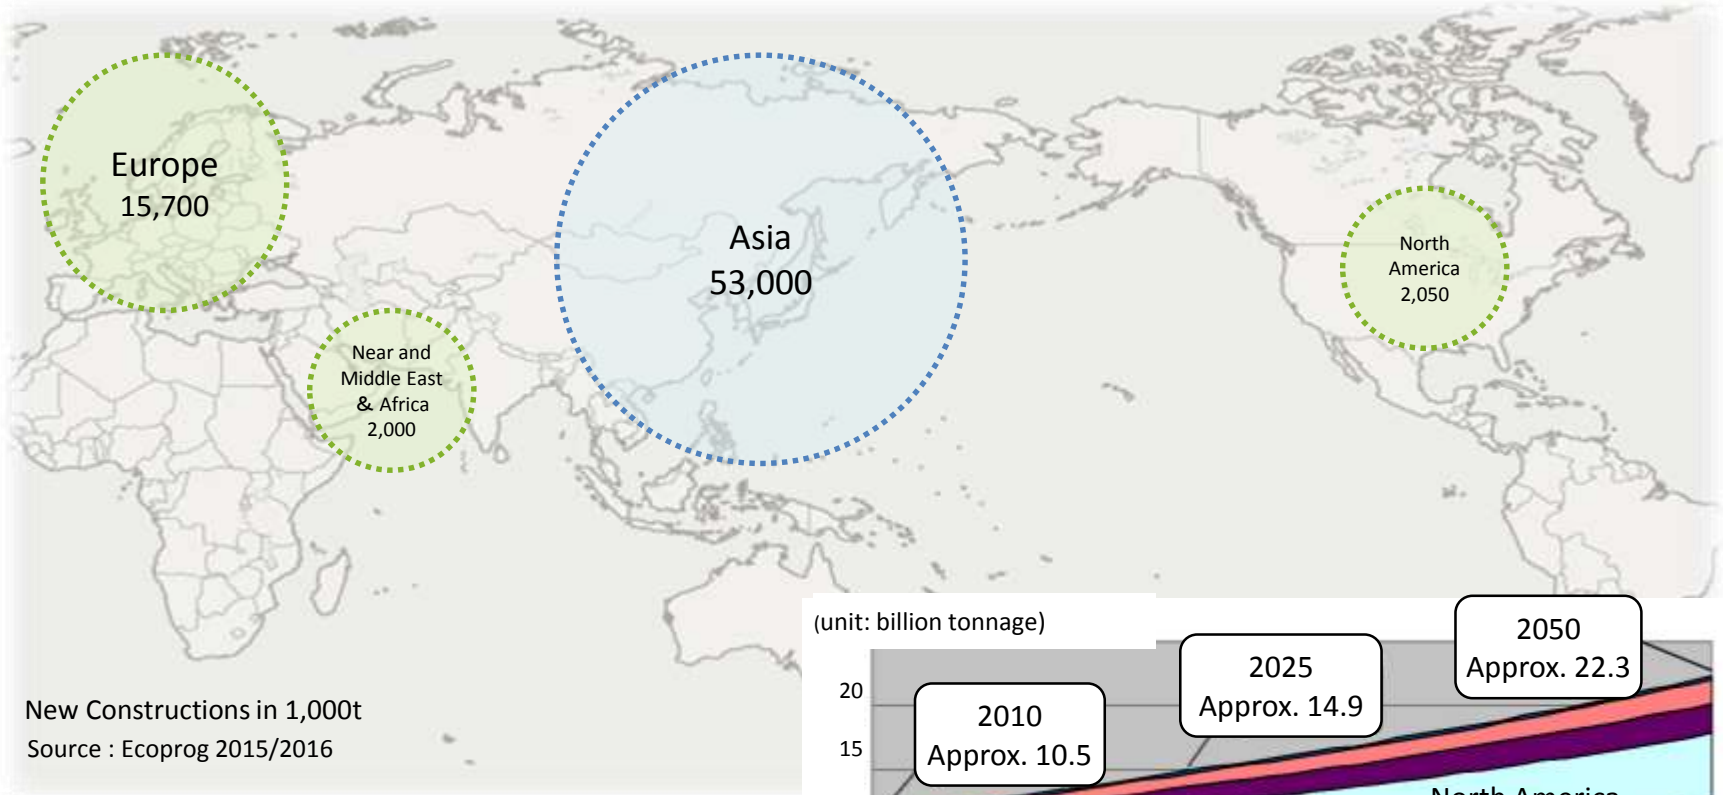 Europe
15,700
Asia
53,000
North
America
2,050
Near and
Middle East
& Africa
2,000
New Constructions in 1,000t
Source : Ecoprog 2015/2016
(unit: billion tonnage)
2050
Approx. 22.3
2025
Approx. 14.9
20
2010
Approx. 10.5
15
North America